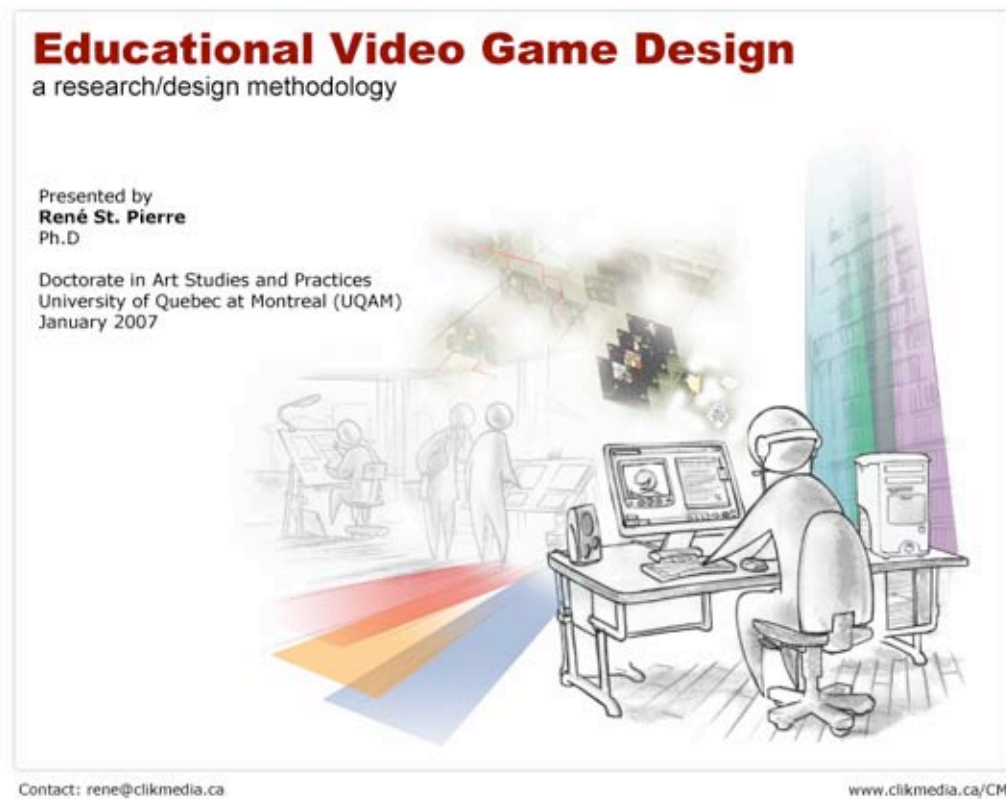 Educational Video Game Design
a research/design methodology
Presented by
René St. Pierre
Ph.D
Doctorate in Art Studies and Practices
University of Quebec at Montreal (UQAM)
January 2007
Contact: rene@clikmedia.ca
www.clikmedia.ca/CM